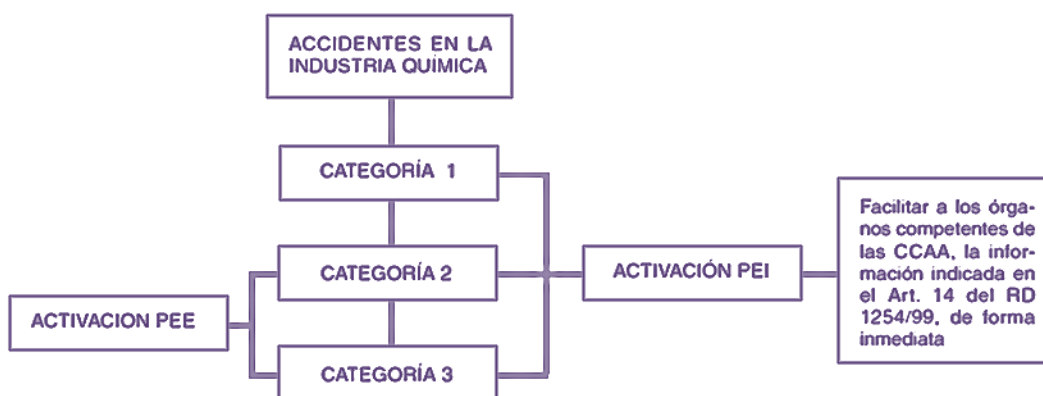 ACCIDENTES EN LA
INDUSTRIA QUÍMICA
CATEGORÍA 1
CATEGORÍA 2
CATEGORÍA 3
ACTIVACION PEE
ACTIVACIÓN PEI
Facilitar a los órga-
nos competentes de
las CCAA, la infor-
mación indicada en
el Art. 14 del RD
1254/99, de forma
inmediata